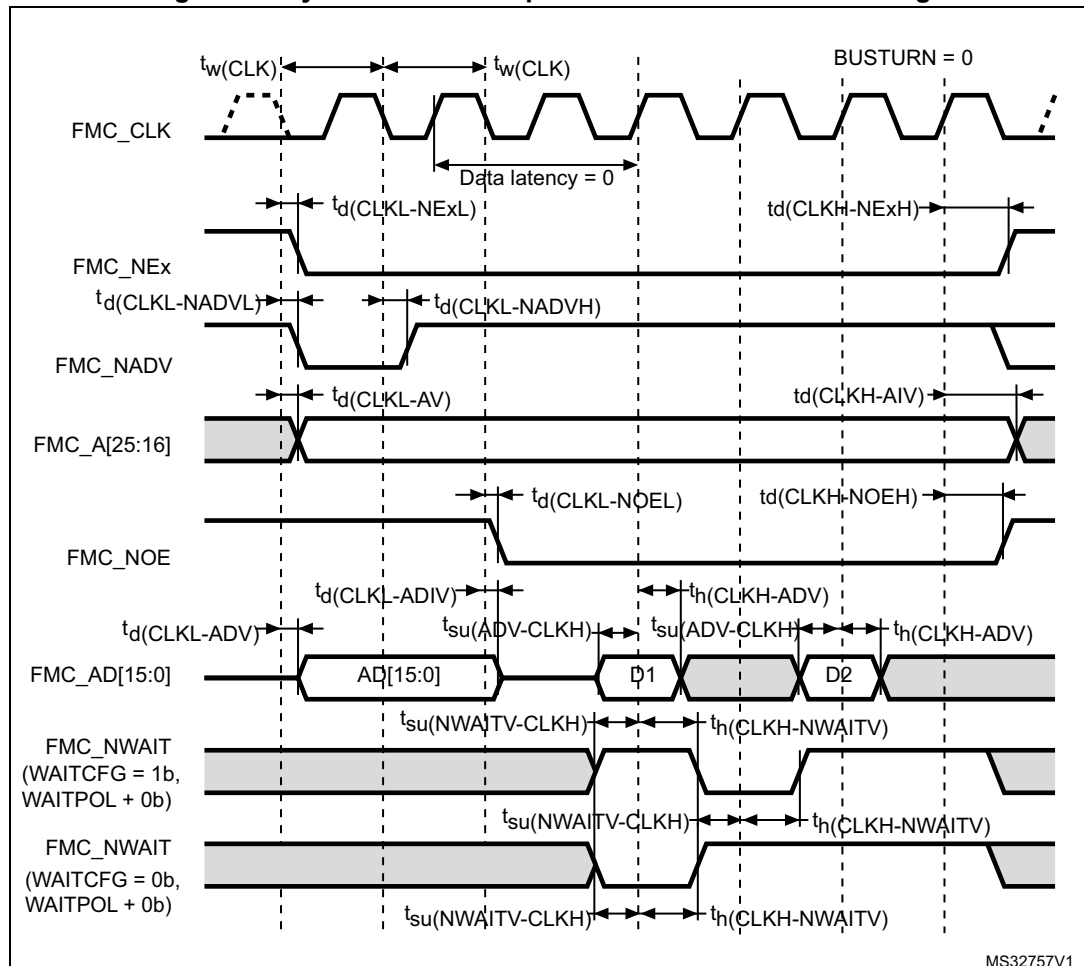 tw(CLK) tw(CLK) BUSTURN = 0
FMC_CLK
Data latency = 0
td(CLKL-NExL) td(CLKH-NExH)
FMC_NEx
td(CLKL-NADVL) td(CLKL-NADVH)
FMC_NADV
td(CLKL-AV) td(CLKH-AIV)
FMC_A[25:16]
td(CLKL-NOEL) td(CLKH-NOEH)
FMC_NOE
td(CLKL-ADIV) th(CLKH-ADV)
td(CLKL-ADV) tsu(ADV-CLKH) tsu(ADV-CLKH) th(CLKH-ADV)
FMC_AD[15:0] AD[15:0] D1 D2
tsu(NWAITV-CLKH) th(CLKH-NWAITV)
FMC_NWAIT
(WAITCFG = 1b,
WAITPOL + 0b)
tsu(NWAITV-CLKH) th(CLKH-NWAITV)
FMC_NWAIT
(WAITCFG = 0b,
WAITPOL + 0b)
tsu(NWAITV-CLKH) th(CLKH-NWAITV)
MS32757V1